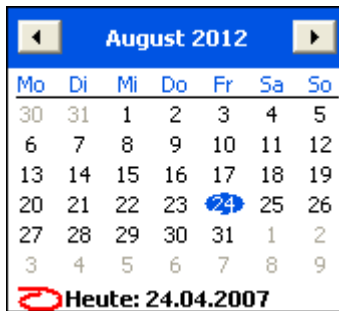 August 2012
Mo Di Mi Do Fr Sa So
30 31 1 2 3 4 5
6 7 8 9 10 11 12
13 14 15 16 17 18 19
20 21 22 23 24 25 26
27 28 29 30 31 1 2
3 4 5 6 7 8 9
Heute: 24.04.2007